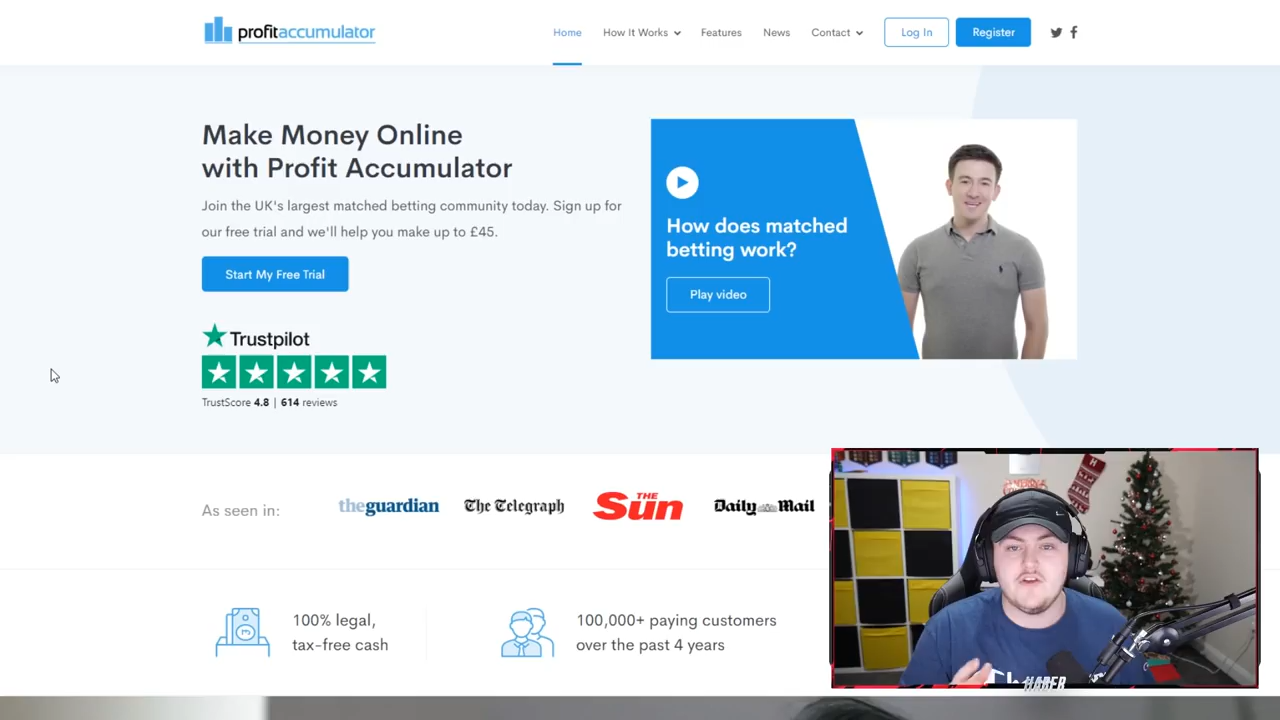 profitaccumulator
Home
How It Works
Features
News
Contact
Log In
Register
Make Money Online
with Profit Accumulator
Join the UK's largest matched betting community today. Sign up for
our free trial and we'll help you make up to £45.
Start My Free Trial
Trustpilot
TrustScore 4.8 | 614 reviews
How does matched
betting work?
Play video
As seen in:
theguardian
The Telegraph
THE
Sun
Daily Mail
100% legal,
tax-free cash
100,000+ paying customers
over the past 4 years